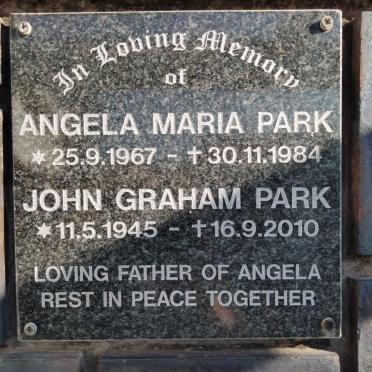 In Loving Memory
of
ANGELA MARIA PARK
* 25.9.1967 - † 30.11.1984
JOHN GRAHAM PARK
* 11.5.1945 - † 16.9.2010
LOVING FATHER OF ANGELA
REST IN PEACE TOGETHER